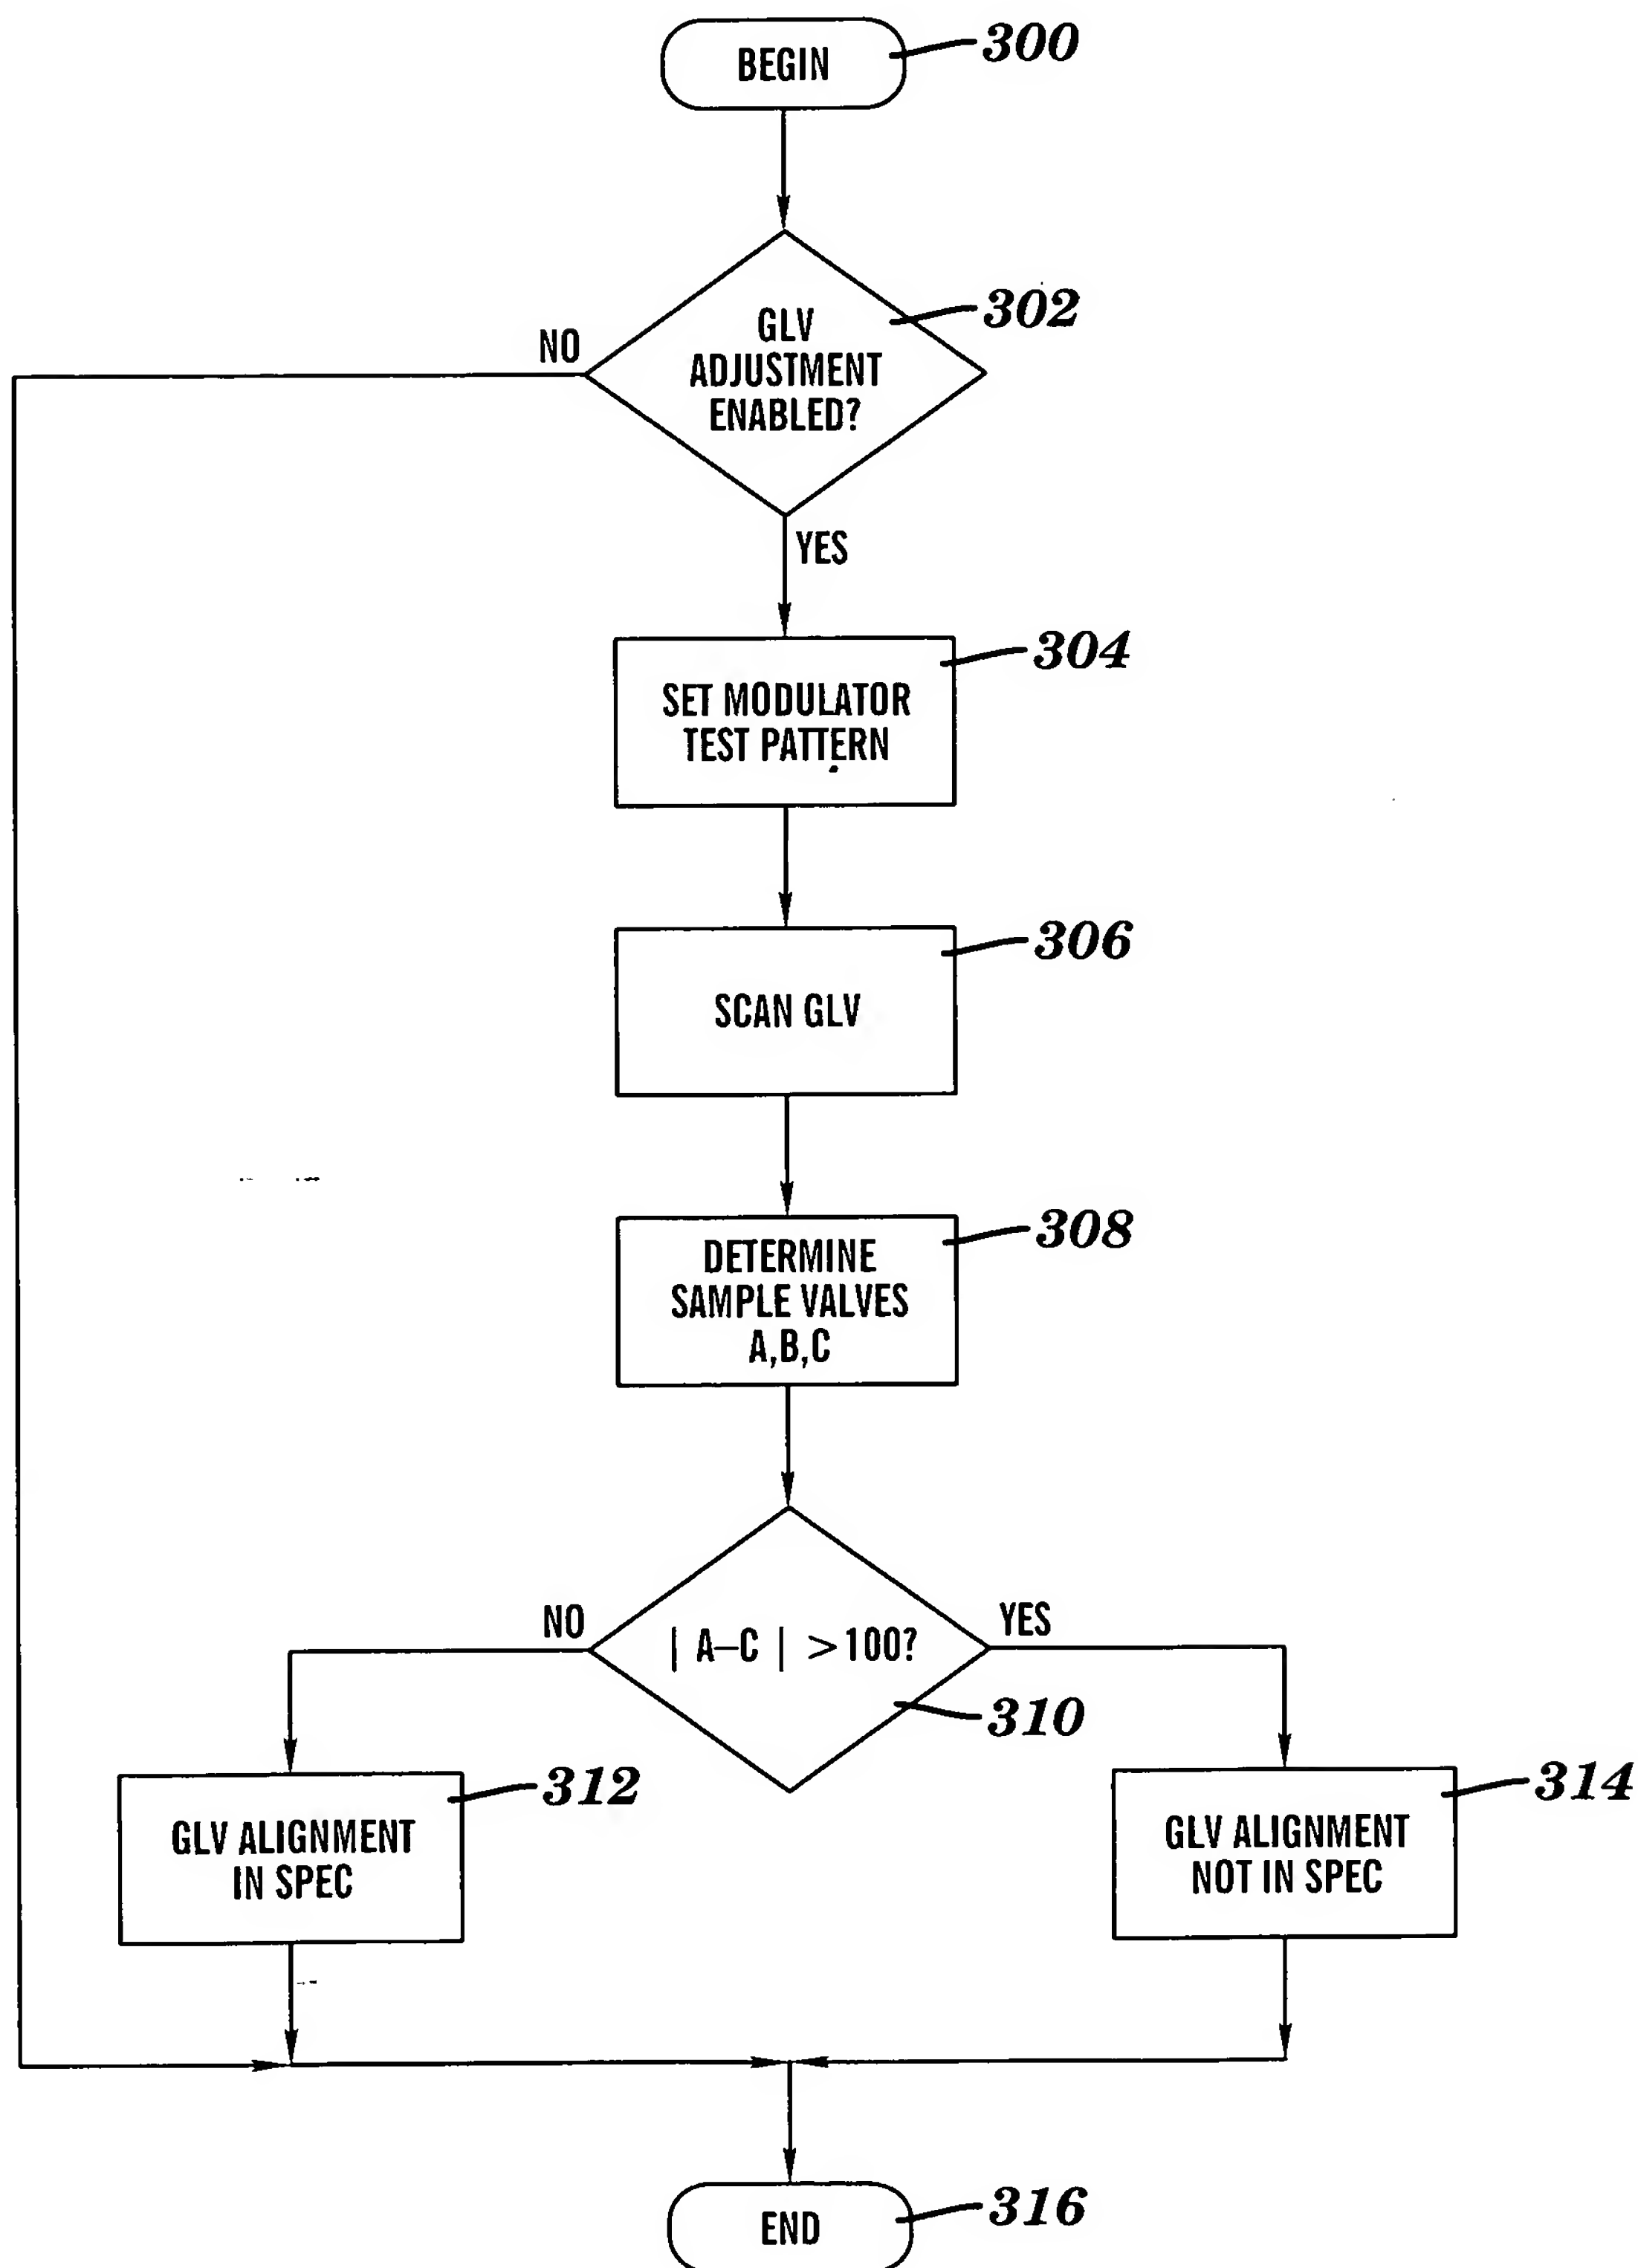 BEGIN
300
GLV
ADJUSTMENT
ENABLED?
302
NO
YES
SET MODULATOR
TEST PATTERN
304
SCAN GLV
306
DETERMINE
SAMPLE VALVES
A,B,C
308
| A–C | >100?
310
NO
YES
GLV ALIGNMENT
IN SPEC
312
GLV ALIGNMENT
NOT IN SPEC
314
END
316